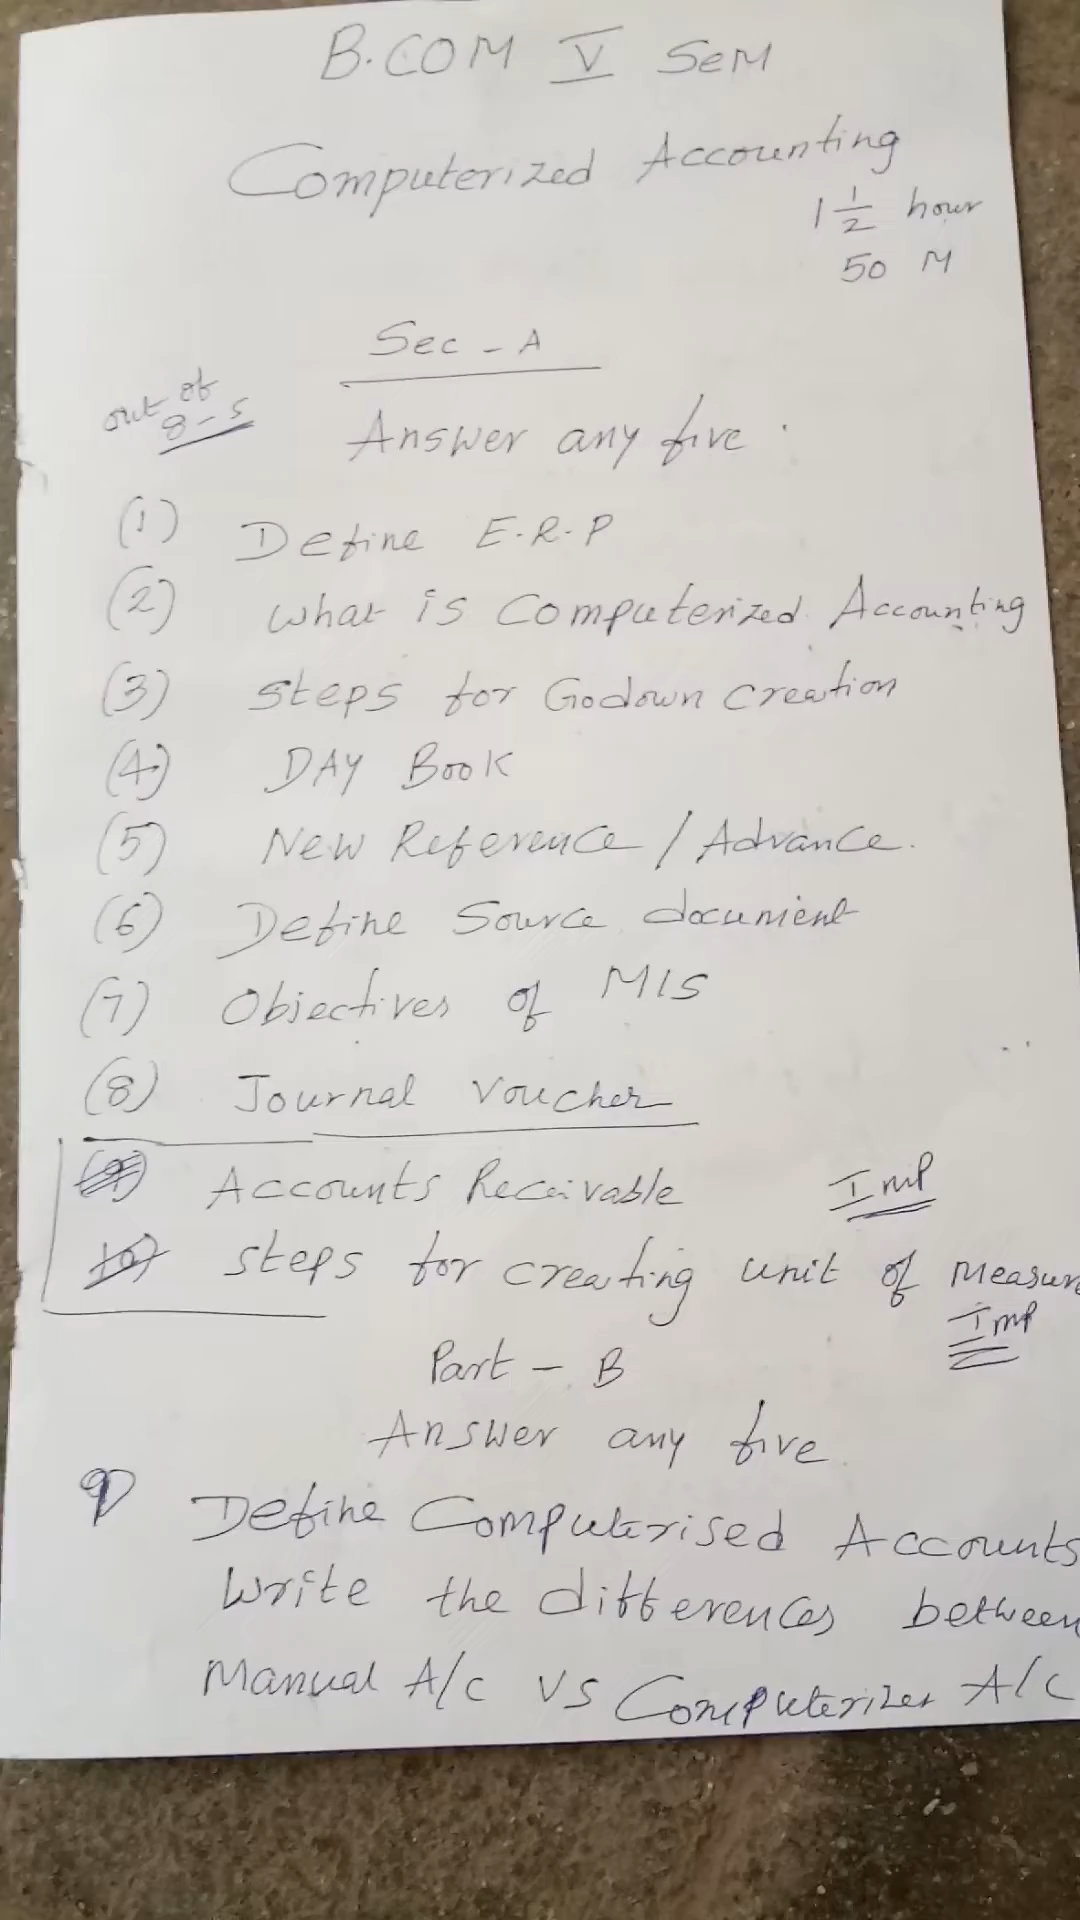 B.COM V SEM
Computerized Accounting
1 1/2 hour
50 M
Sec - A
out of
8-5
Answer any five.
(1) Define E.R.P
(2) What is Computerized Accounting
(3) Steps for Godown Creation
(4) DAY Book
(5) New Reference / Advance.
(6) Define Source document
(7) Objectives of MIS
(8) Journal Voucher
(9) Accounts Receivable Imp
(10) Steps for creating unit of Measure
Imp
Part - B
Answer any five
9) Define Computerised Accounts
Write the differences between
Manual A/c VS Computerizer A/c